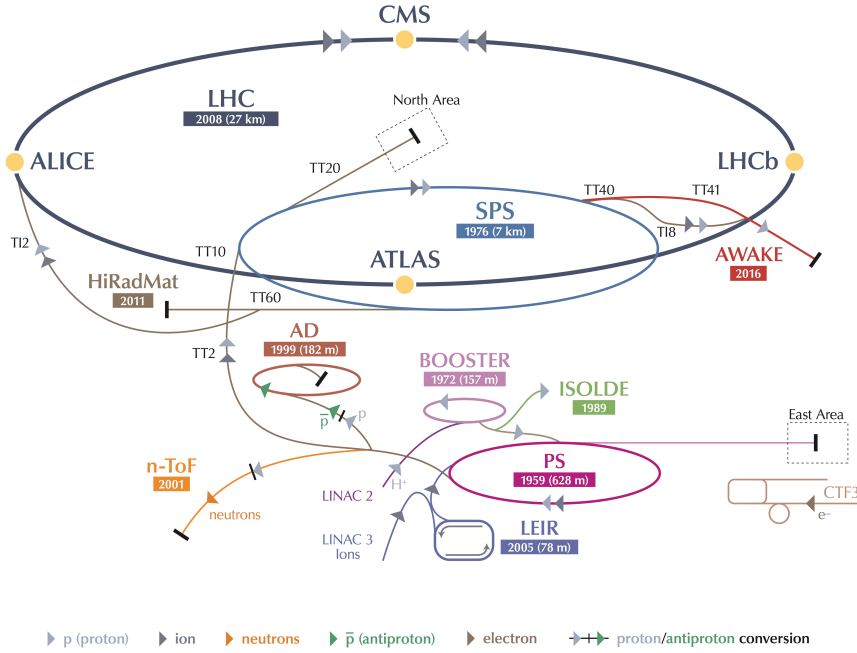 CMS
LHC
2008 (27 km)
North Area
ALICE
LHCb
TT20
TT40
TT41
SPS
1976 (7 km)
TI2
TT10
TI8
ATLAS
AWAKE
2016
HiRadMat
2011
TT60
AD
1999 (182 m)
TT2
BOOSTER
1972 (157 m)
ISOLDE
1989
p̅
p
East Area
n-ToF
2001
PS
1959 (628 m)
H⁺
LINAC 2
neutrons
CTF3
e⁻
LEIR
2005 (78 m)
LINAC 3
Ions
p (proton)
ion
neutrons
p̅ (antiproton)
electron
proton/antiproton conversion